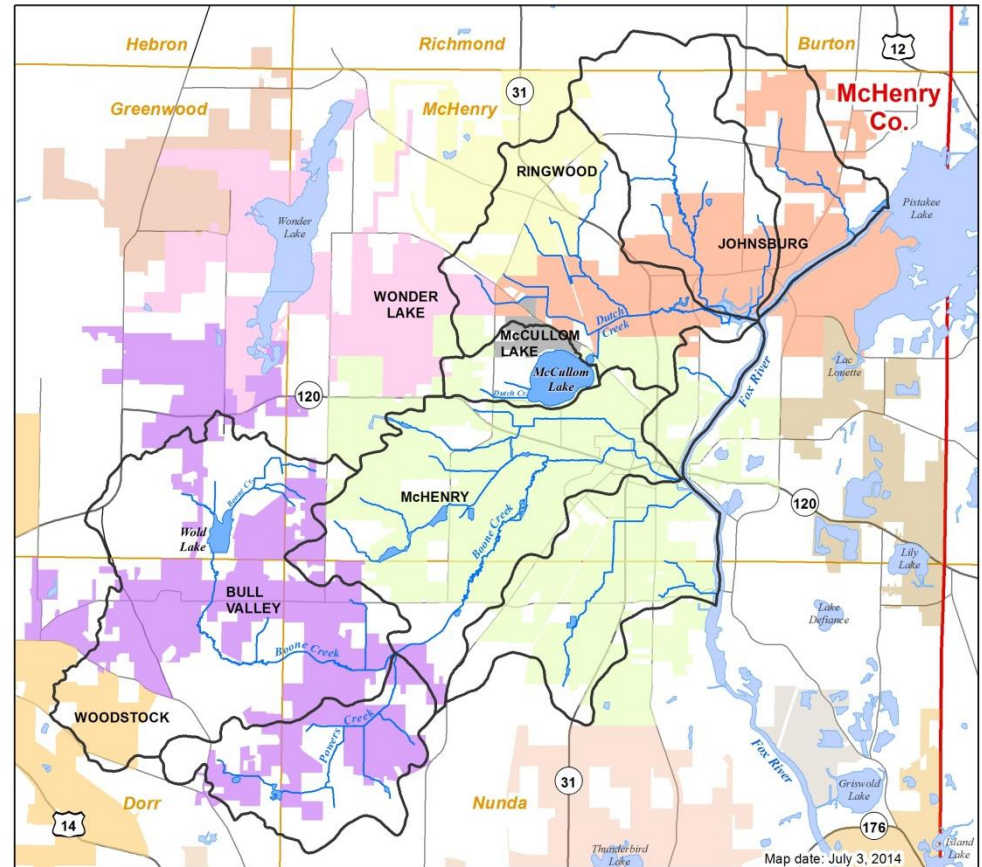 Hebron
Richmond
Burton
12
Greenwood
McHenry
31
McHenry
Co.
RINGWOOD
Wonder
Lake
Pistakee
Lake
JOHNSBURG
WONDER
LAKE
Dutch
Creek
McCULLOM
LAKE
McCullom
Lake
Lac
Louette
Fox River
Dutch Cr.
120
McHENRY
Boone Cr.
Wold
Lake
Boone Creek
120
Lily
Lake
BULL
VALLEY
Lake
Defiance
Boone Creek
WOODSTOCK
Powers Creek
Fox River
31
Griswold
Lake
Dorr
Nunda
14
176
Island
Lake
Thunderbird
Lake
Map date: July 3, 2014